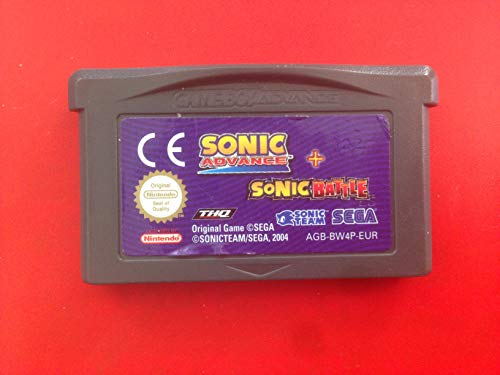 GAME BOY ADVANCE
CE
SONIC
ADVANCE
+
SONIC BATTLE
Original
Nintendo
Seal of
Quality
THQ
SONIC
TEAM
SEGA
Nintendo
Original Game ©SEGA
©SONICTEAM/SEGA, 2004
AGB-BW4P-EUR